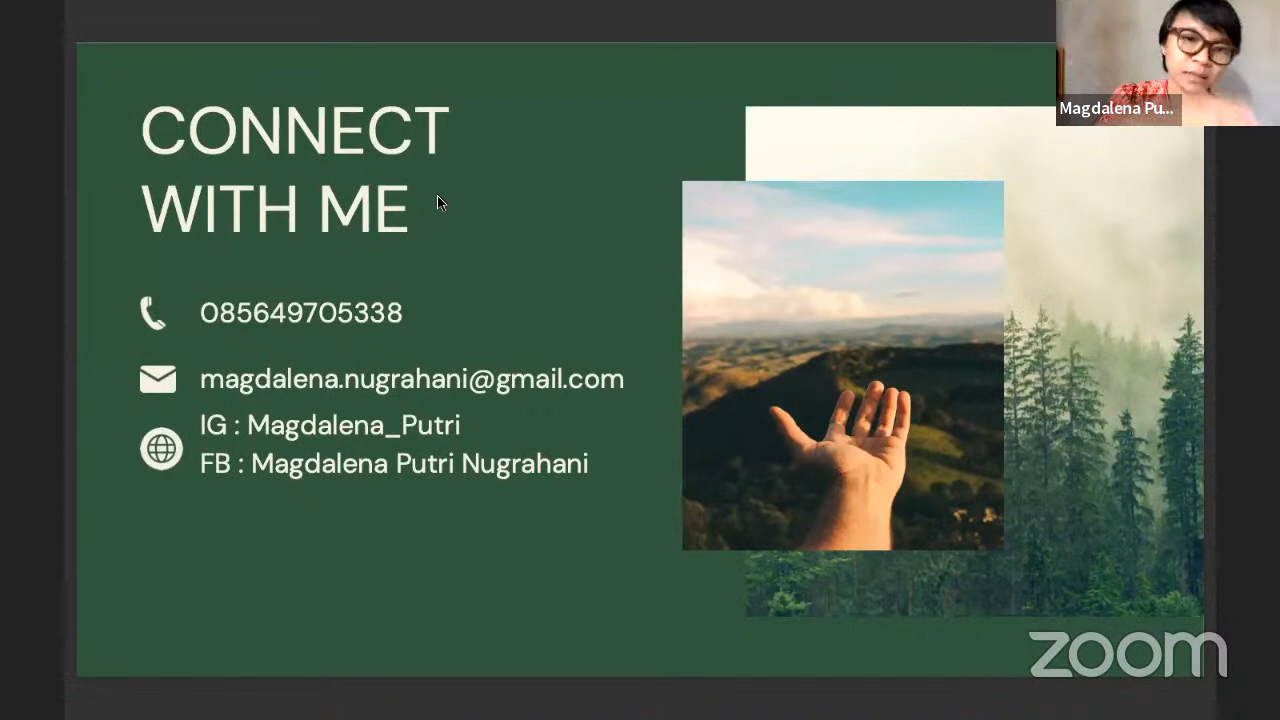 CONNECT
WITH ME
085649705338
magdalena.nugrahani@gmail.com
IG : Magdalena_Putri
FB : Magdalena Putri Nugrahani
Magdalena Pu...
zoom